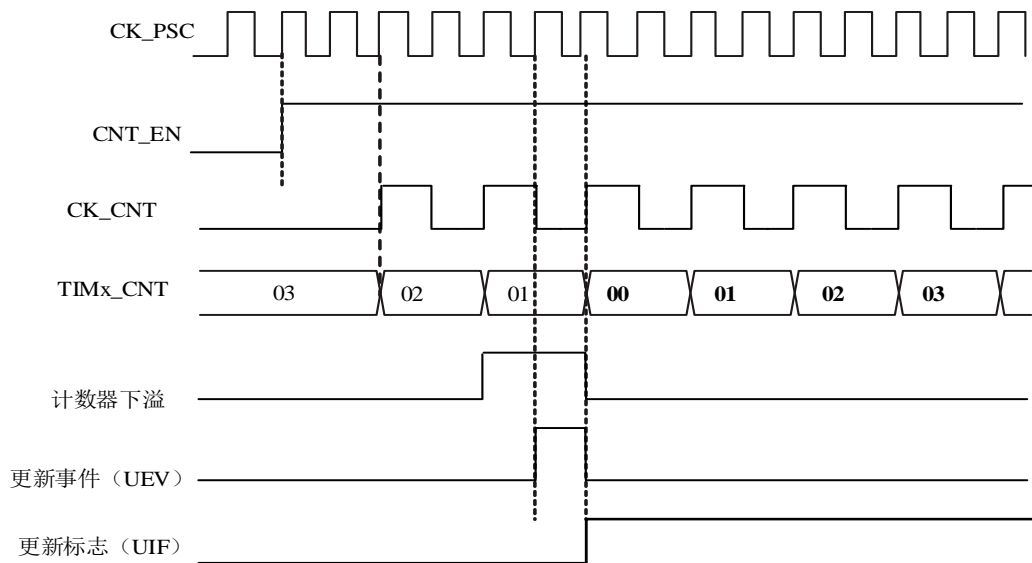 CK_PSC
CNT_EN
CK_CNT
TIMx_CNT 03 02 01 00 01 02 03
计数器下溢
更新事件（UEV）
更新标志（UIF）